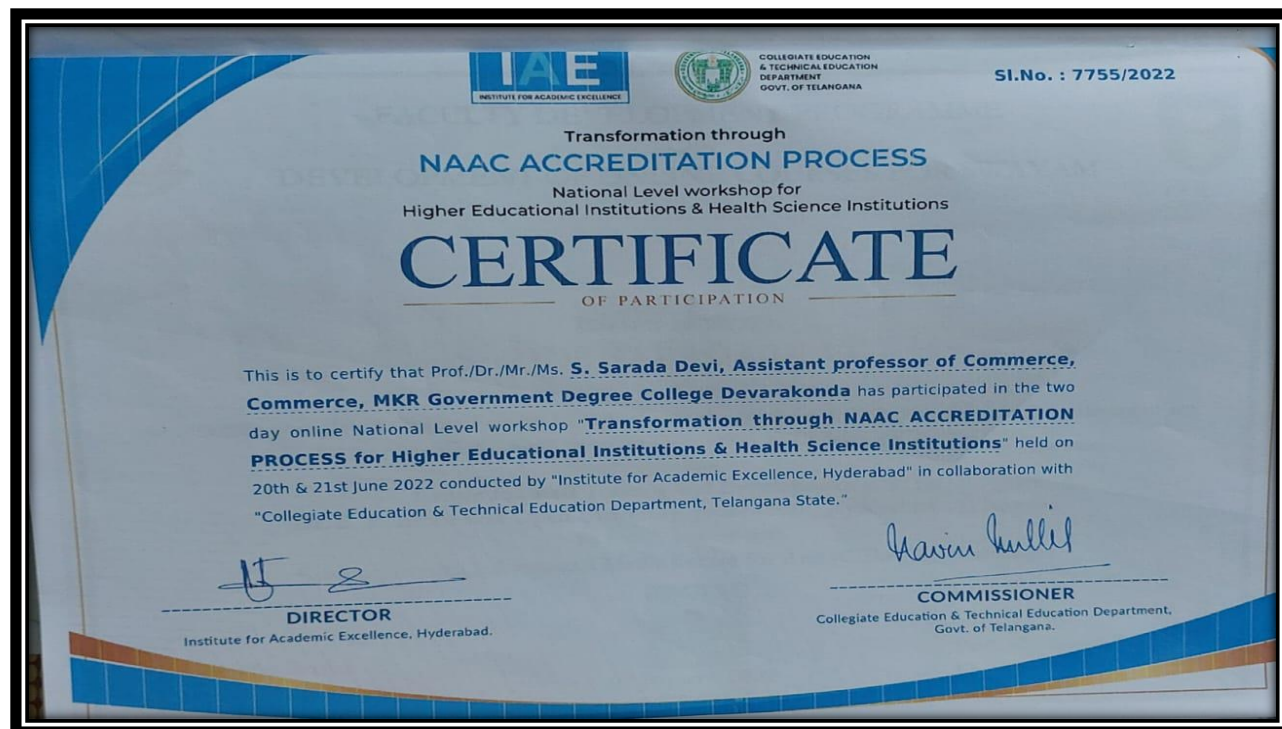 IAE
INSTITUTE FOR ACADEMIC EXCELLENCE
COLLEGIATE EDUCATION
& TECHNICAL EDUCATION
DEPARTMENT
GOVT. OF TELANGANA
Sl.No. : 7755/2022
Transformation through
NAAC ACCREDITATION PROCESS
National Level workshop for
Higher Educational Institutions & Health Science Institutions
CERTIFICATE
OF PARTICIPATION
This is to certify that Prof./Dr./Mr./Ms. S. Sarada Devi, Assistant professor of Commerce,
Commerce, MKR Government Degree College Devarakonda has participated in the two
day online National Level workshop "Transformation through NAAC ACCREDITATION
PROCESS for Higher Educational Institutions & Health Science Institutions" held on
20th & 21st June 2022 conducted by "Institute for Academic Excellence, Hyderabad" in collaboration with
"Collegiate Education & Technical Education Department, Telangana State."
DIRECTOR
Institute for Academic Excellence, Hyderabad.
COMMISSIONER
Collegiate Education & Technical Education Department,
Govt. of Telangana.